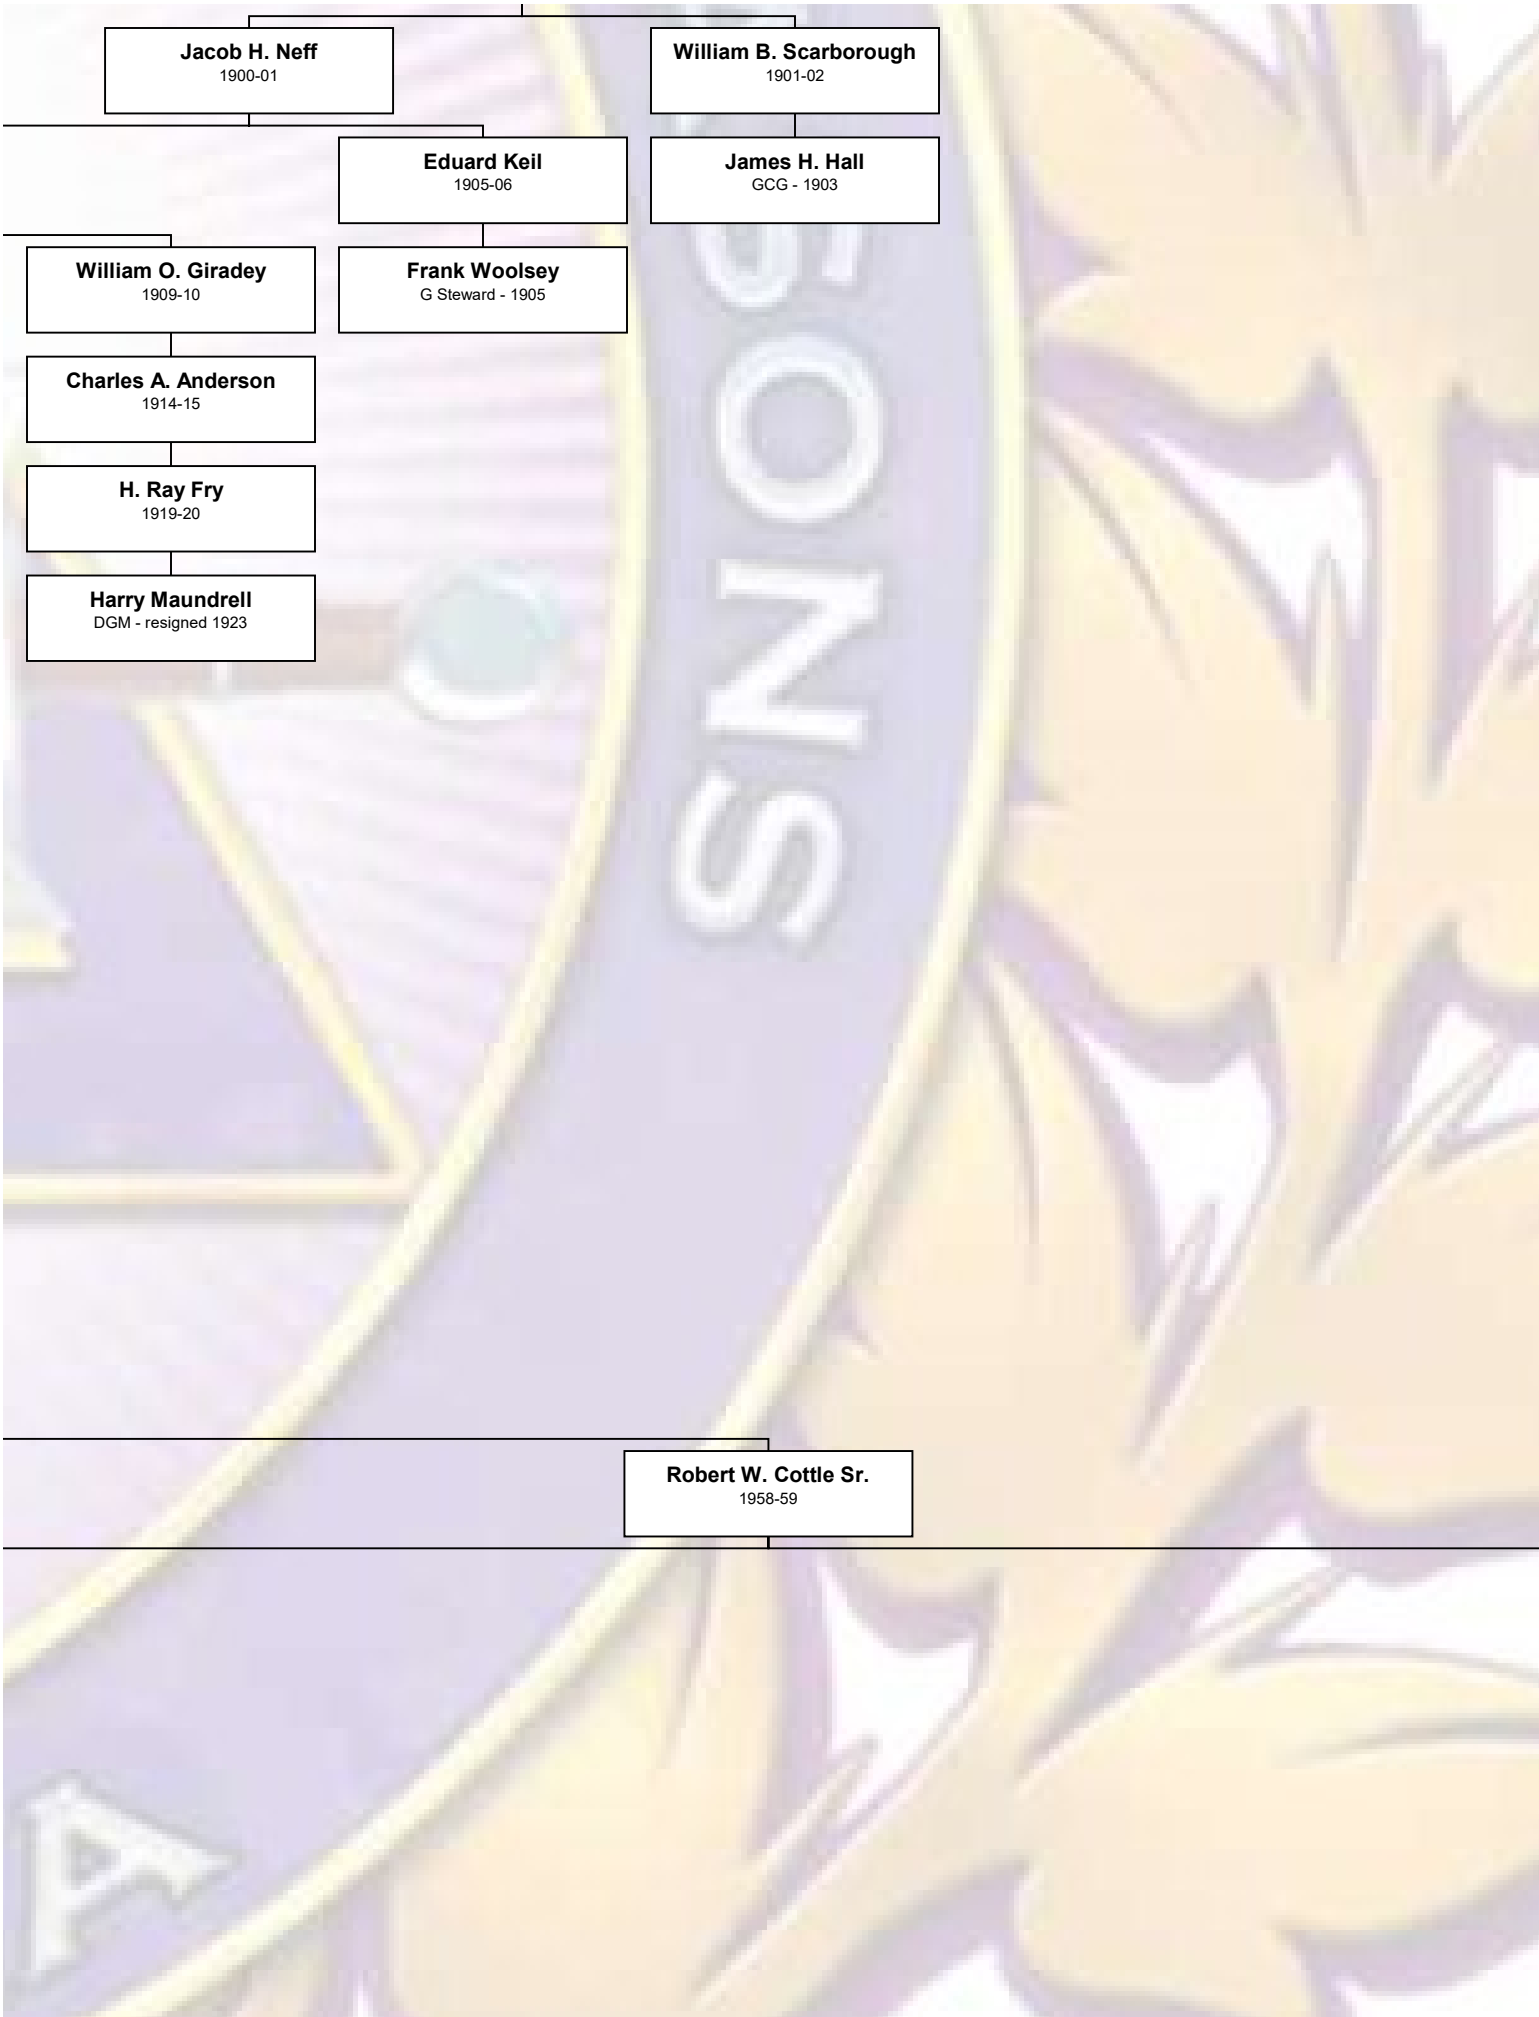 Jacob H. Neff
1900-01
William B. Scarborough
1901-02
Eduard Keil
1905-06
James H. Hall
GCG - 1903
William O. Giradey
1909-10
Frank Woolsey
G Steward - 1905
Charles A. Anderson
1914-15
H. Ray Fry
1919-20
Harry Maundrell
DGM - resigned 1923
SONS
Robert W. Cottle Sr.
1958-59
A